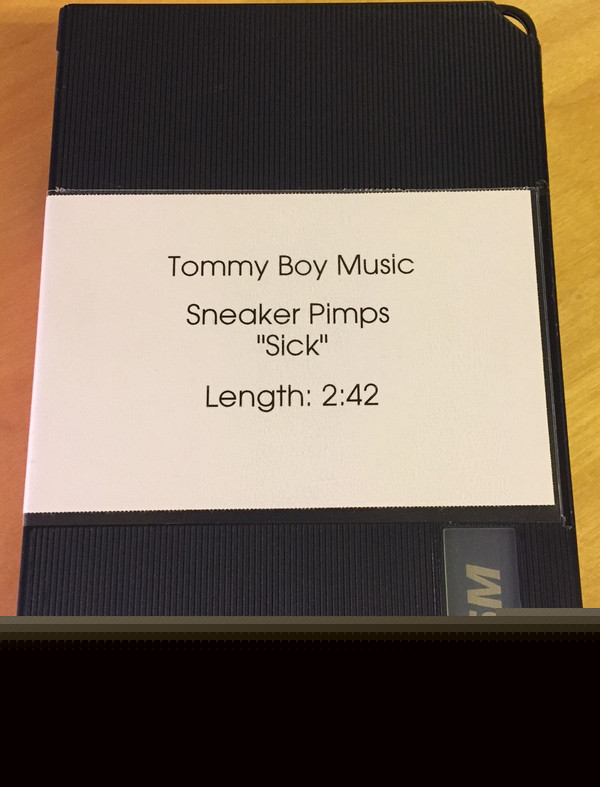 Tommy Boy Music
Sneaker Pimps
"Sick"
Length: 2:42